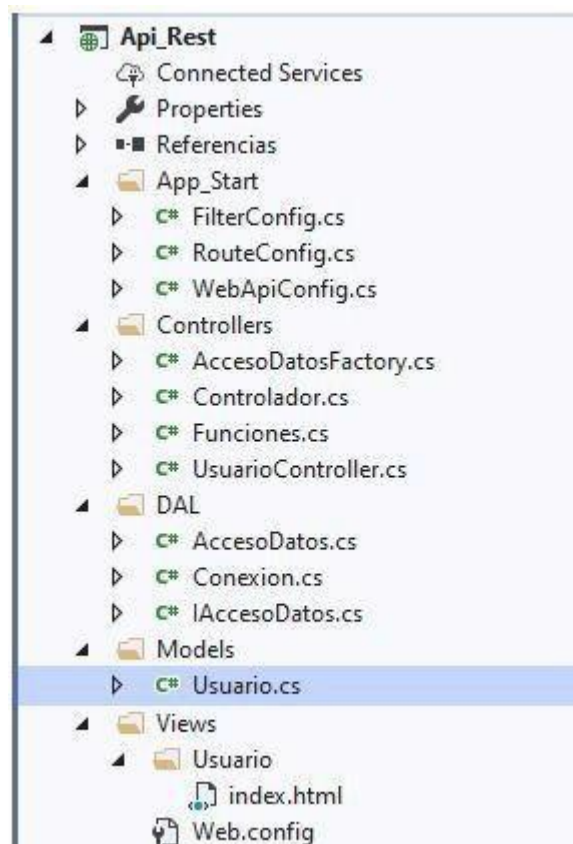 Api_Rest
Connected Services
Properties
Referencias
App_Start
C# FilterConfig.cs
C# RouteConfig.cs
C# WebApiConfig.cs
Controllers
C# AccesoDatosFactory.cs
C# Controlador.cs
C# Funciones.cs
C# UsuarioController.cs
DAL
C# AccesoDatos.cs
C# Conexion.cs
C# IAccesoDatos.cs
Models
C# Usuario.cs
Views
Usuario
index.html
Web.config